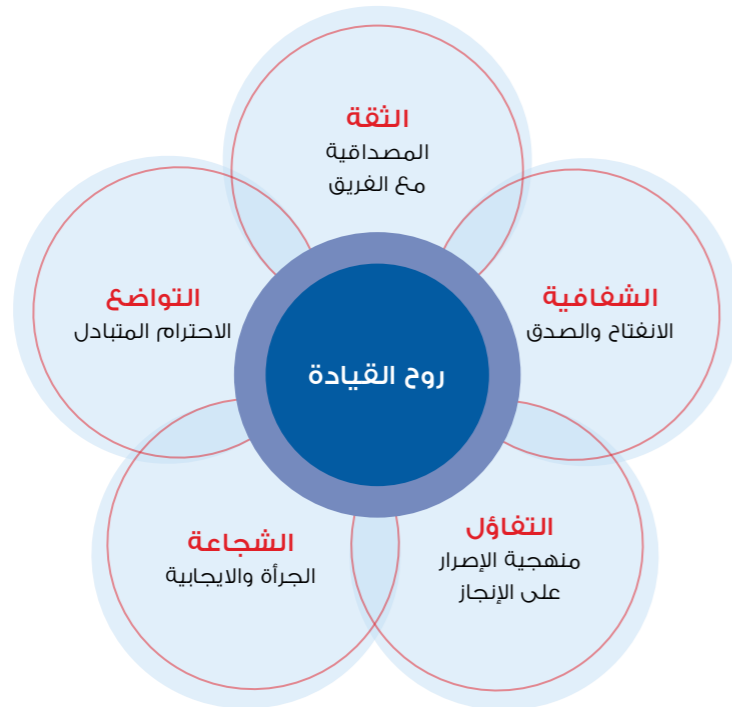 الثقة
المصداقية
مع الفريق
الشفافية
الانفتاح والصدق
التواضع
الاحترام المتبادل
روح القيادة
التفاؤل
منهجية الإصرار
على الإنجاز
الشجاعة
الجرأة والايجابية